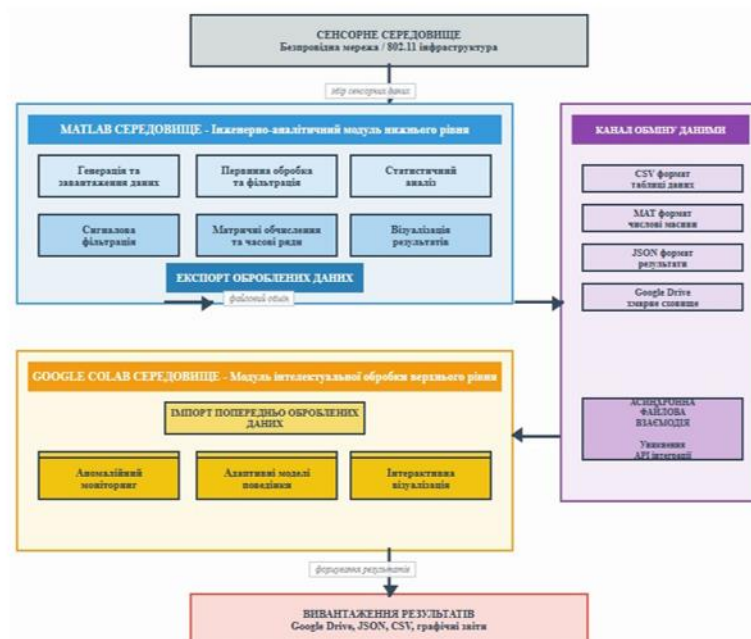 СЕНСОРНЕ СЕРЕДОВИЩЕ
Безпровідна мережа / 802.11 інфраструктура
збір сенсорних даних
MATLAB СЕРЕДОВИЩЕ - Інженерно-аналітичний модуль нижнього рівня
Генерація та
завантаження даних
Первинна обробка
та фільтрація
Статистичний
аналіз
Сигналова
фільтрація
Матричні обчислення
та часові ряди
Візуалізація
результатів
ЕКСПОРТ ОБРОБЛЕНИХ ДАНИХ
файловий обмін
КАНАЛ ОБМІНУ ДАНИМИ
CSV формат
таблиці даних
MAT формат
числові масиви
JSON формат
результати
Google Drive
хмарне сховище
АСИНХРОННА
ФАЙЛОВА
ВЗАЄМОДІЯ
Уникнення
API інтеграції
GOOGLE COLAB СЕРЕДОВИЩЕ - Модуль інтелектуальної обробки верхнього рівня
ІМПОРТ ПОПЕРЕДНЬО ОБРОБЛЕНИХ
ДАНИХ
Аномалійний
моніторинг
Адаптивні моделі
поведінки
Інтерактивна
візуалізація
формування результатів
ВИВАНТАЖЕННЯ РЕЗУЛЬТАТІВ
Google Drive, JSON, CSV, графічні звіти